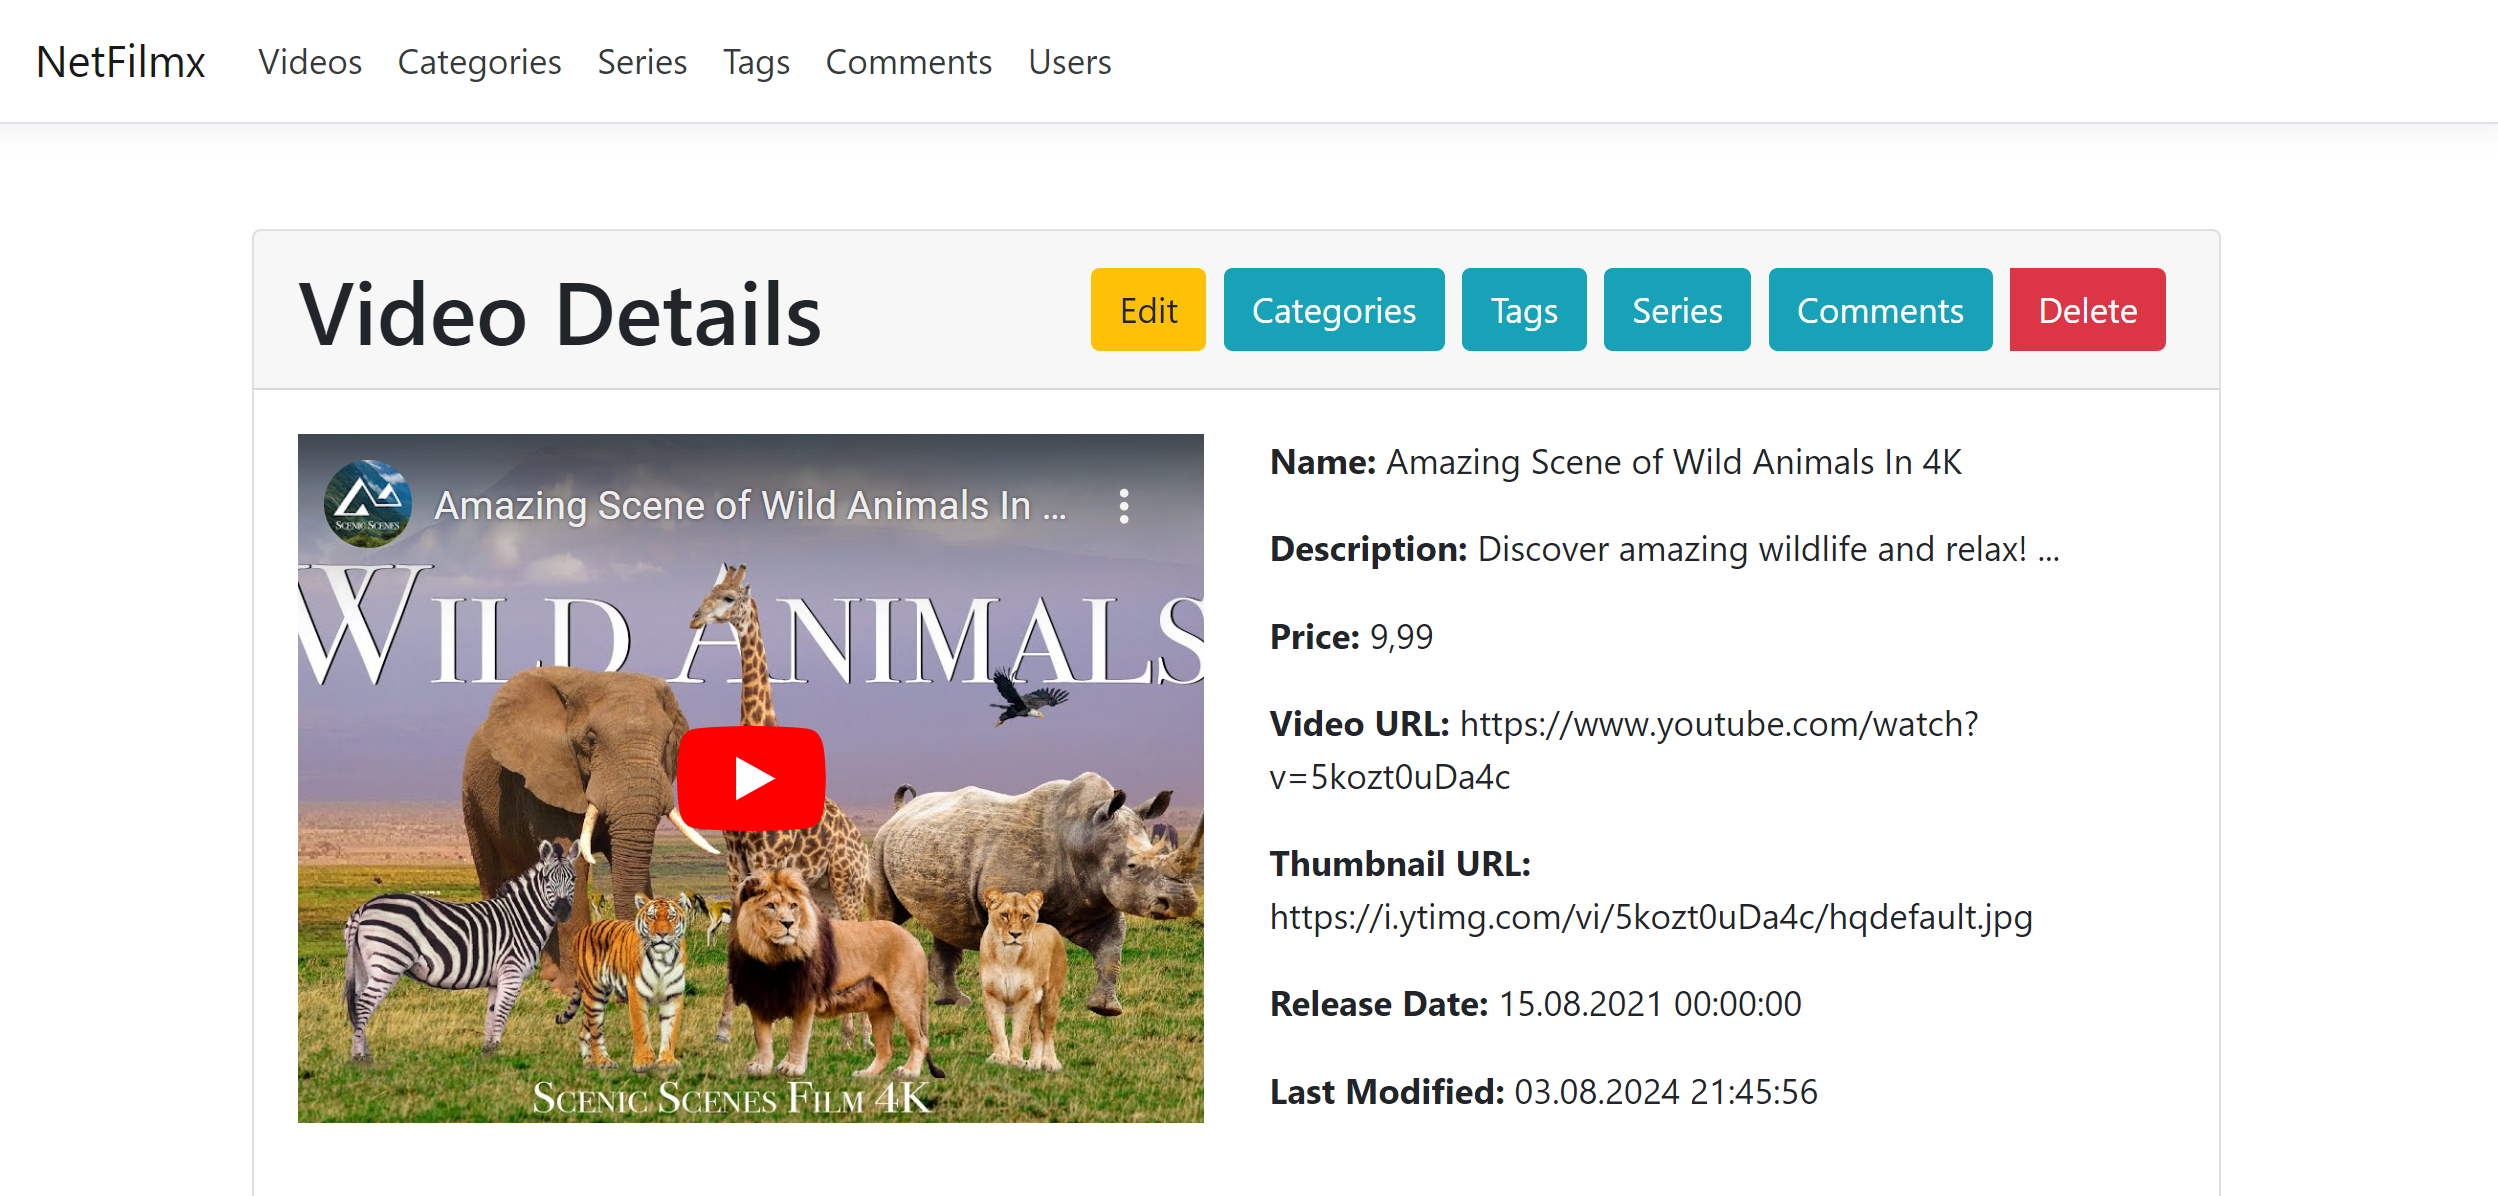 NetFilmx Videos Categories Series Tags Comments Users
Video Details Edit Categories Tags Series Comments Delete
SCENIC SCENES
Amazing Scene of Wild Animals In ...
WILD ANIMALS
SCENIC SCENES FILM 4K
Name: Amazing Scene of Wild Animals In 4K
Description: Discover amazing wildlife and relax! ...
Price: 9,99
Video URL: https://www.youtube.com/watch?
v=5kozt0uDa4c
Thumbnail URL:
https://i.ytimg.com/vi/5kozt0uDa4c/hqdefault.jpg
Release Date: 15.08.2021 00:00:00
Last Modified: 03.08.2024 21:45:56